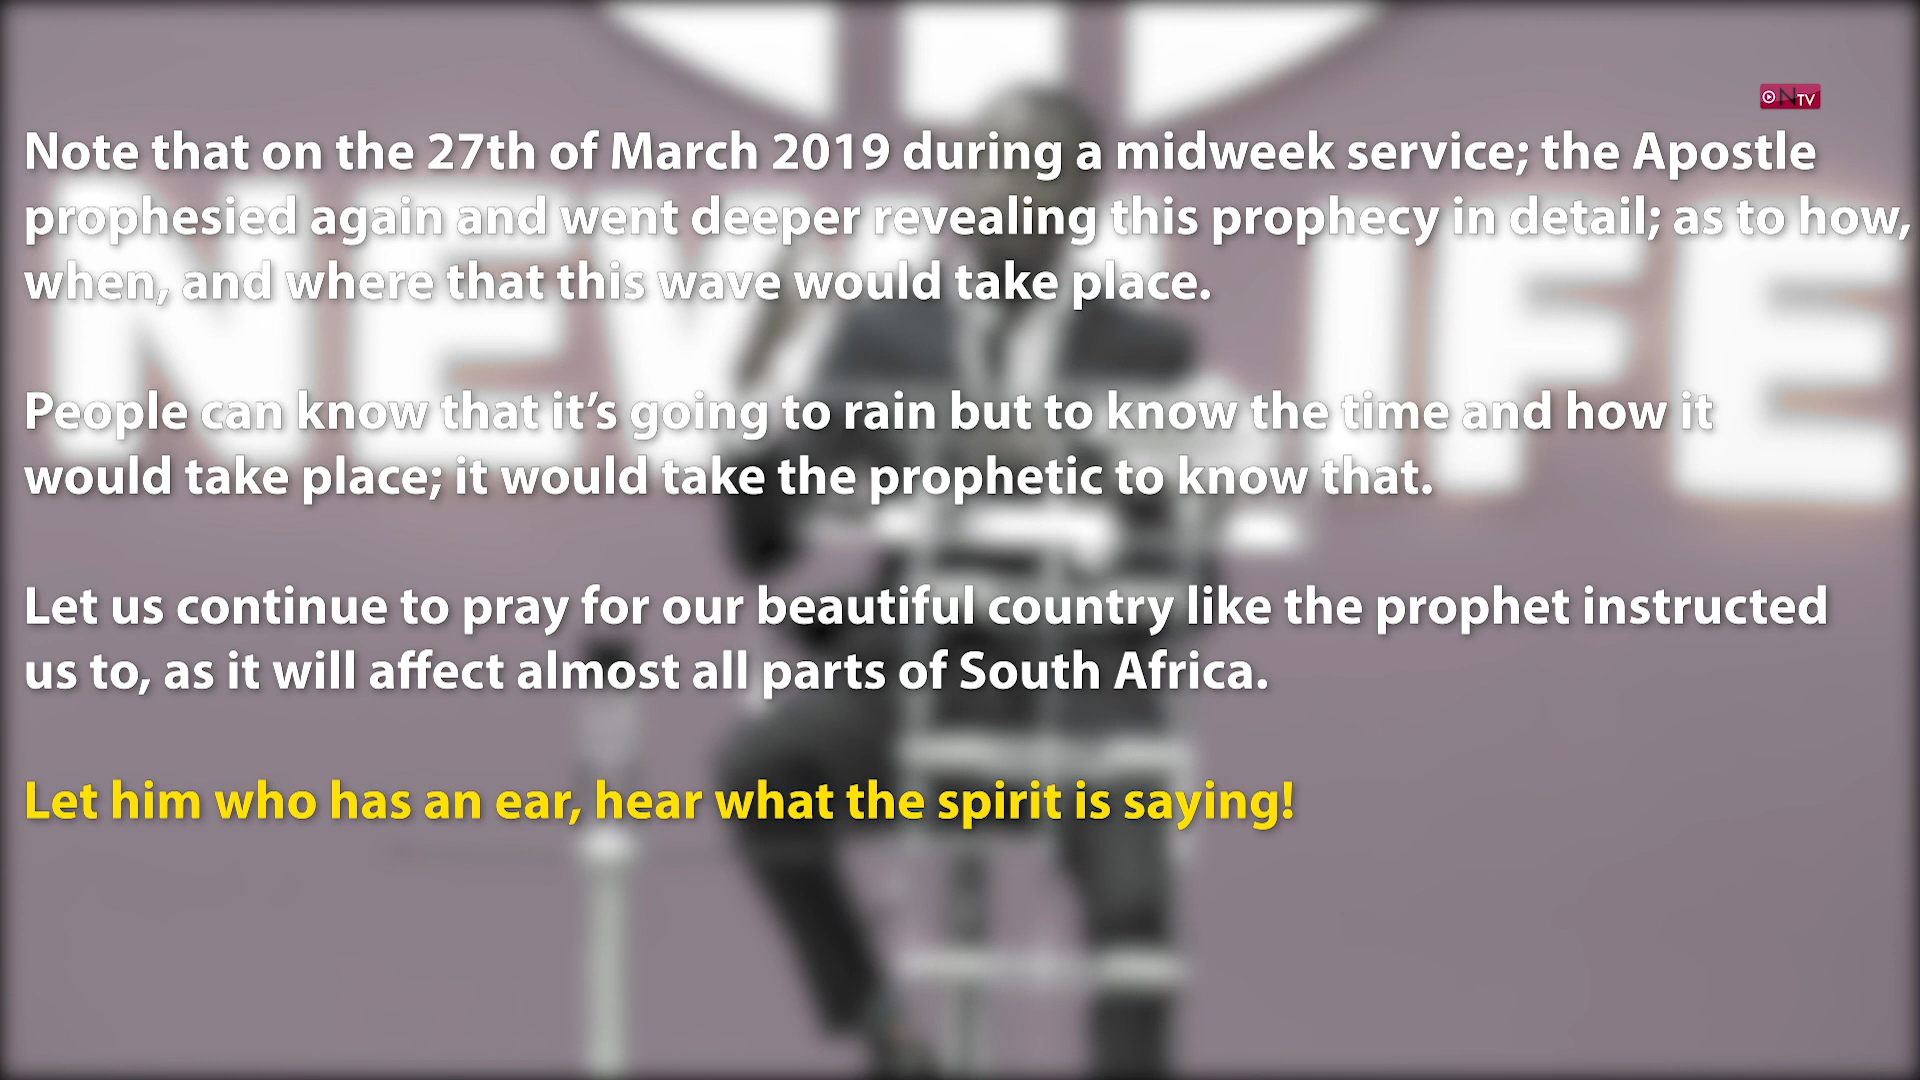 NTV
Note that on the 27th of March 2019 during a midweek service; the Apostle
prophesied again and went deeper revealing this prophecy in detail; as to how,
when, and where that this wave would take place.
People can know that it’s going to rain but to know the time and how it
would take place; it would take the prophetic to know that.
Let us continue to pray for our beautiful country like the prophet instructed
us to, as it will affect almost all parts of South Africa.
Let him who has an ear, hear what the spirit is saying!
NEW LIFE